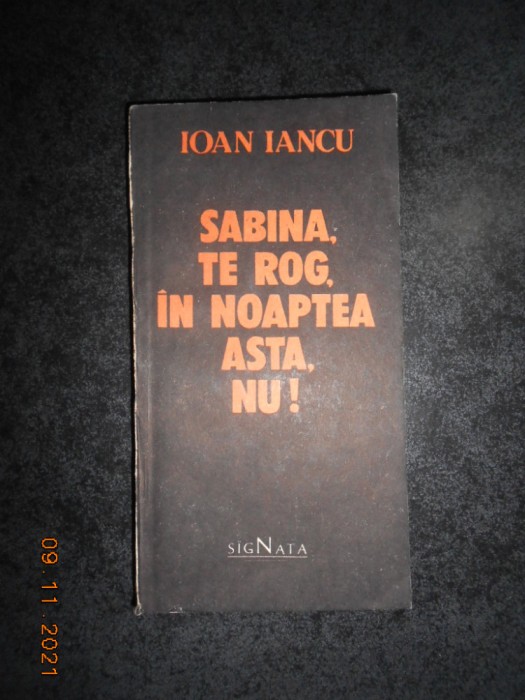 IOAN IANCU
SABINA,
TE ROG,
ÎN NOAPTEA
ASTA,
NU!
SIGNATA
09.11.2021